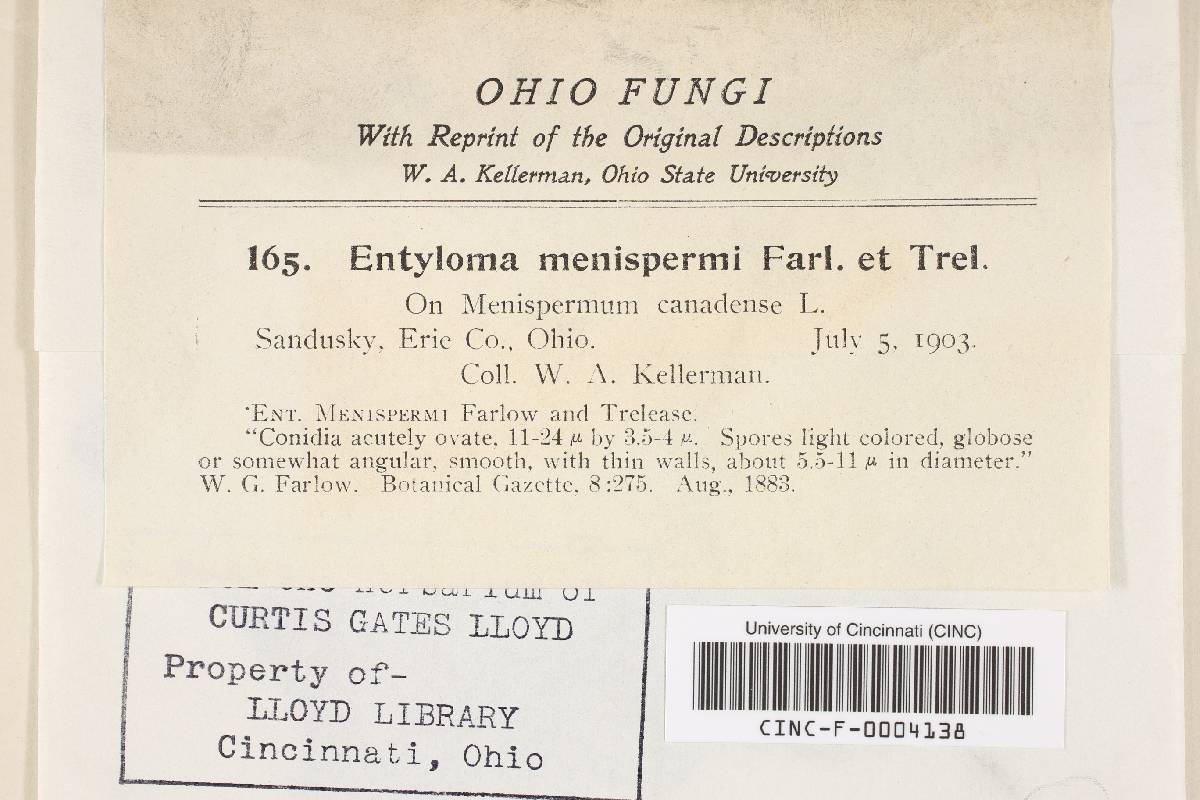 OHIO FUNGI
With Reprint of the Original Descriptions
W. A. Kellerman, Ohio State University
165. Entyloma menispermi Farl. et Trel.
On Menispermum canadense L.
Sandusky, Erie Co., Ohio. July 5, 1903.
Coll. W. A. Kellerman.
ENT. MENISPERMI Farlow and Trelease.
"Conidia acutely ovate, 11-24 µ by 3.5-4 µ. Spores light colored, globose
or somewhat angular, smooth, with thin walls, about 5.5-11 µ in diameter."
W. G. Farlow. Botanical Gazette, 8:275. Aug., 1883.
Herbarium of
CURTIS GATES LLOYD
Property of-
LLOYD LIBRARY
Cincinnati, Ohio
University of Cincinnati (CINC)
CINC-F-0004138